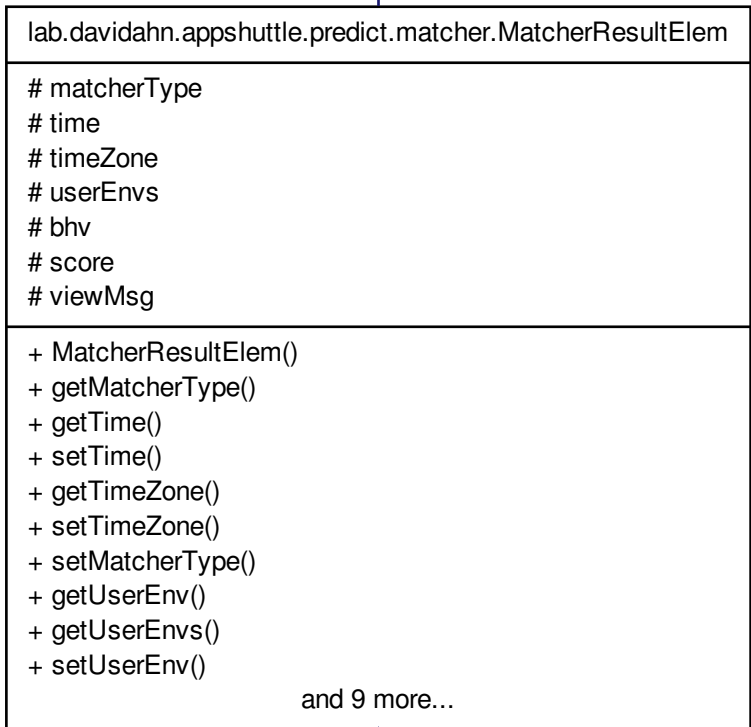 lab.davidahn.appshuttle.predict.matcher.MatcherResultElem
# matcherType
# time
# timeZone
# userEnvs
# bhv
# score
# viewMsg
+ MatcherResultElem()
+ getMatcherType()
+ getTime()
+ setTime()
+ getTimeZone()
+ setTimeZone()
+ setMatcherType()
+ getUserEnv()
+ getUserEnvs()
+ setUserEnv()
and 9 more...